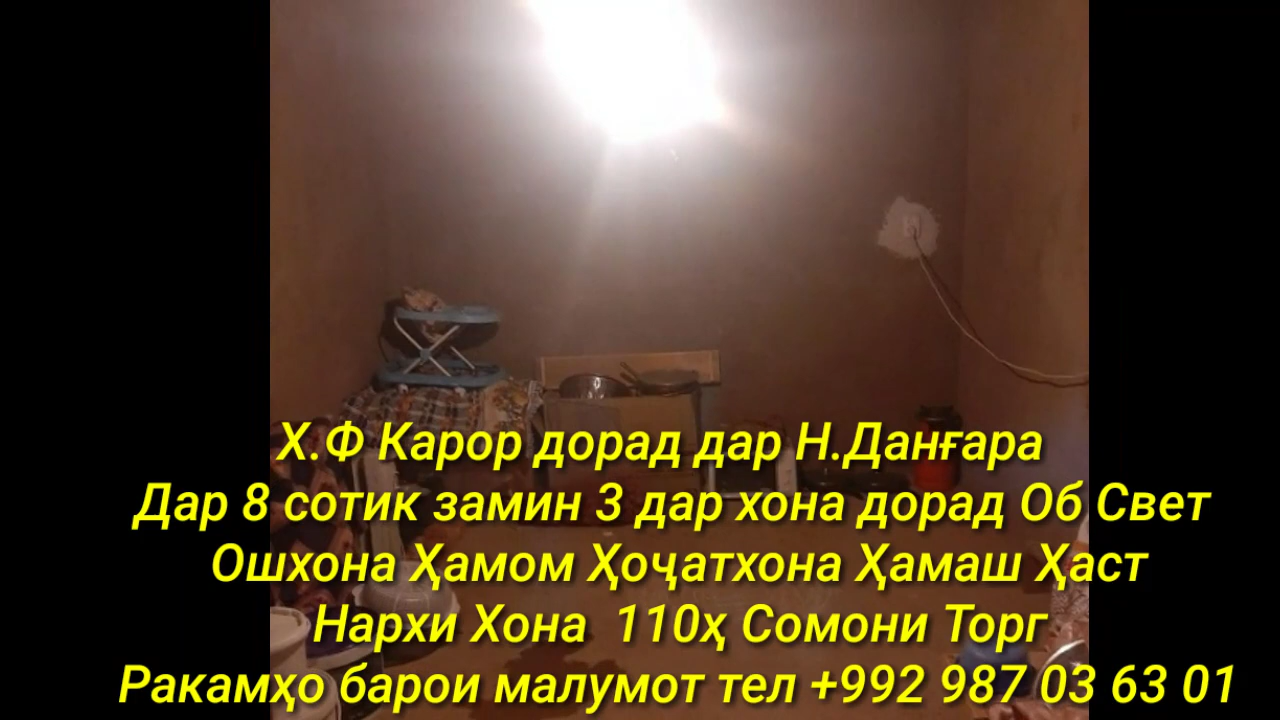 Х.Ф Карор дорад дар Н.Данғара
Дар 8 сотик замин 3 дар хона дорад Об Свет
Ошхона Ҳамом Ҳоҷатхона Ҳамаш Ҳаст
Нархи Хона 110ҳ Сомони Торг
Ракамҳо барои малумот тел +992 987 03 63 01